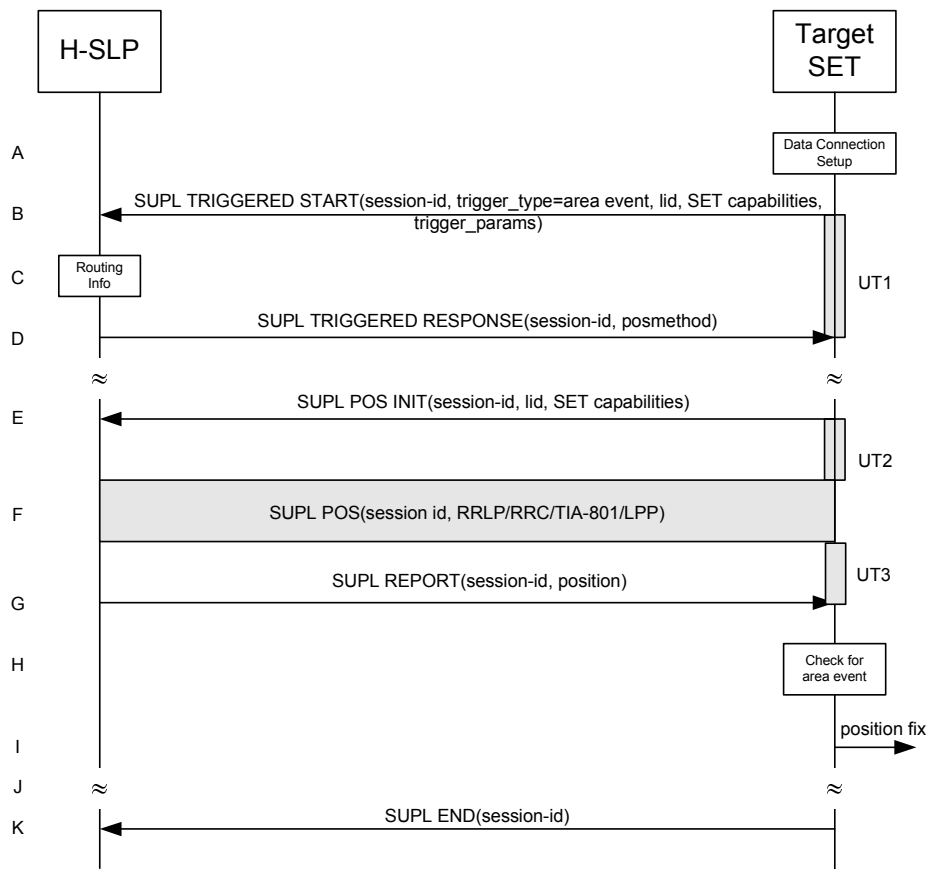 H-SLP
Target
SET
A
Data Connection
Setup
B
SUPL TRIGGERED START(session-id, trigger_type=area event, lid, SET capabilities,
trigger_params)
C
Routing
Info
UT1
D
SUPL TRIGGERED RESPONSE(session-id, posmethod)
≈
≈
E
SUPL POS INIT(session-id, lid, SET capabilities)
UT2
F
SUPL POS(session id, RRLP/RRC/TIA-801/LPP)
UT3
G
SUPL REPORT(session-id, position)
H
Check for
area event
I
position fix
J
≈
≈
K
SUPL END(session-id)